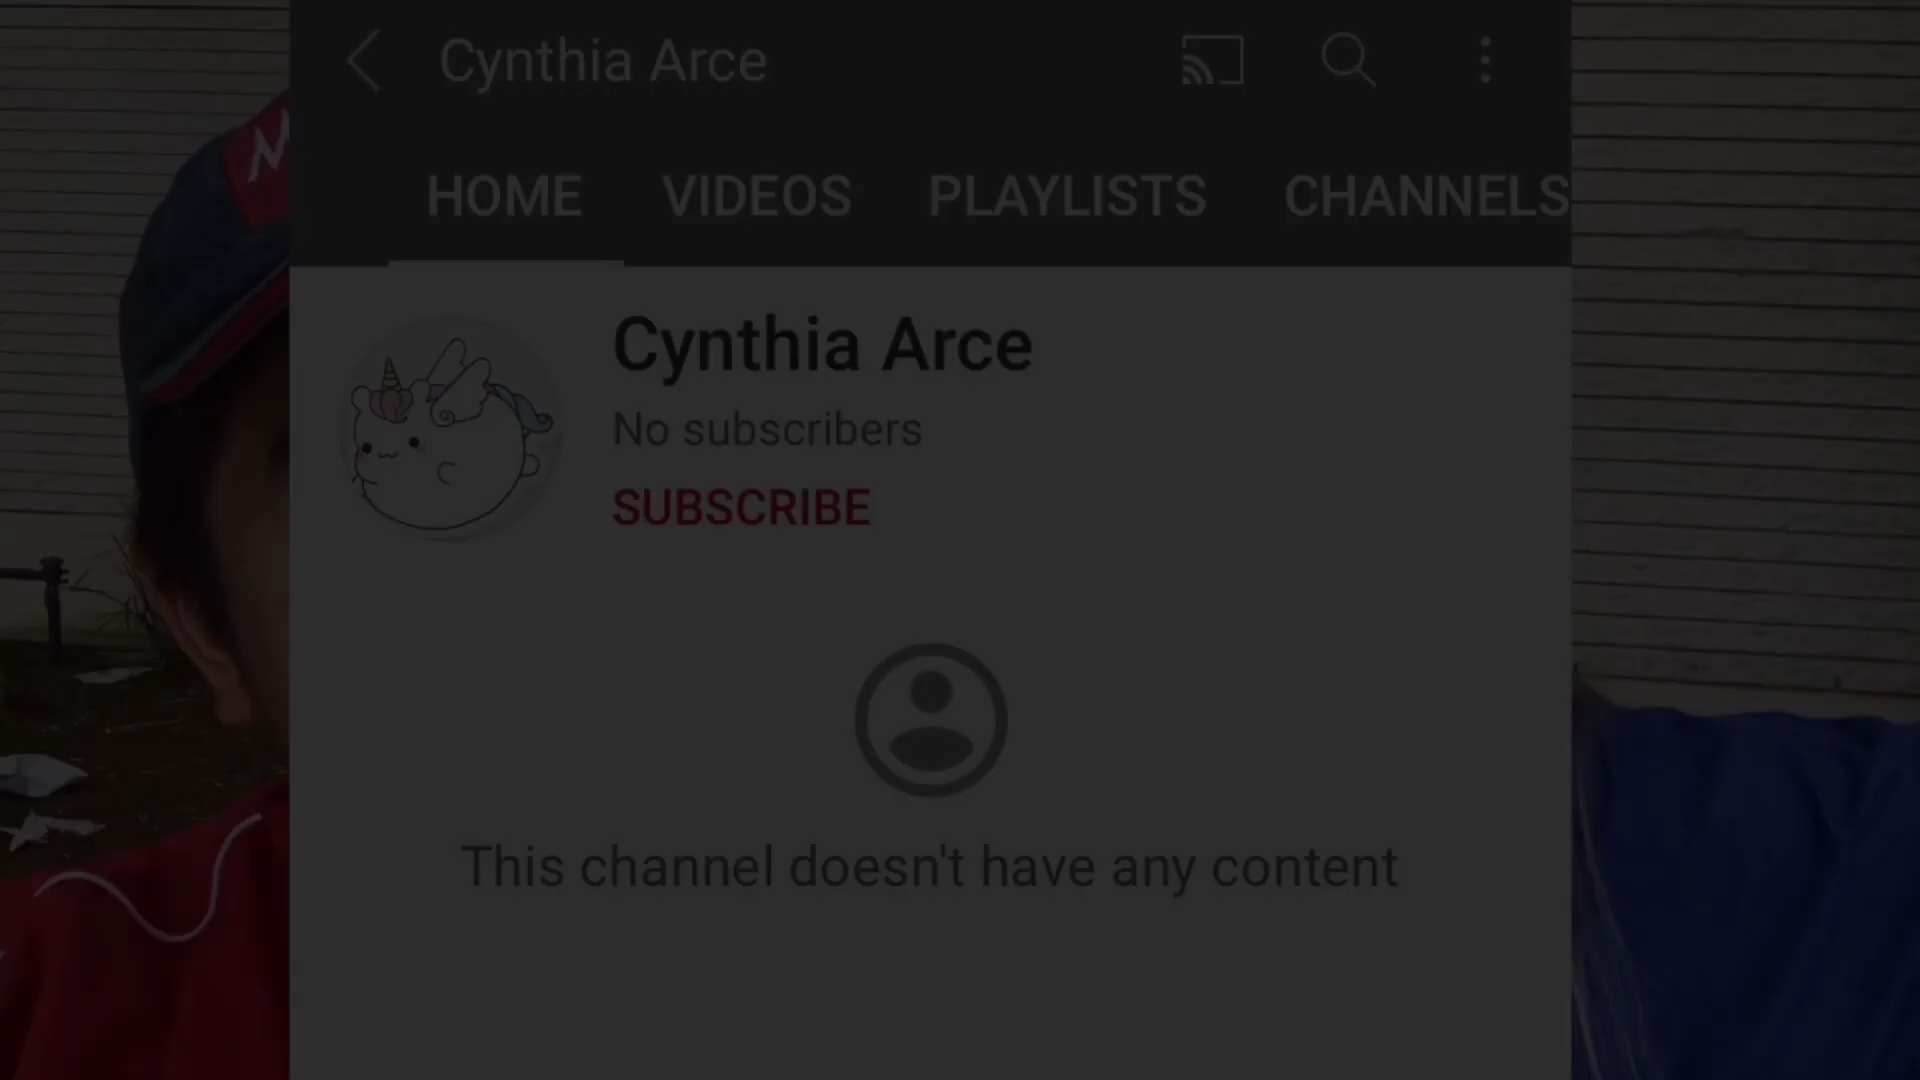 Cynthia Arce
HOME VIDEOS PLAYLISTS CHANNELS
Cynthia Arce
No subscribers
SUBSCRIBE
This channel doesn't have any content